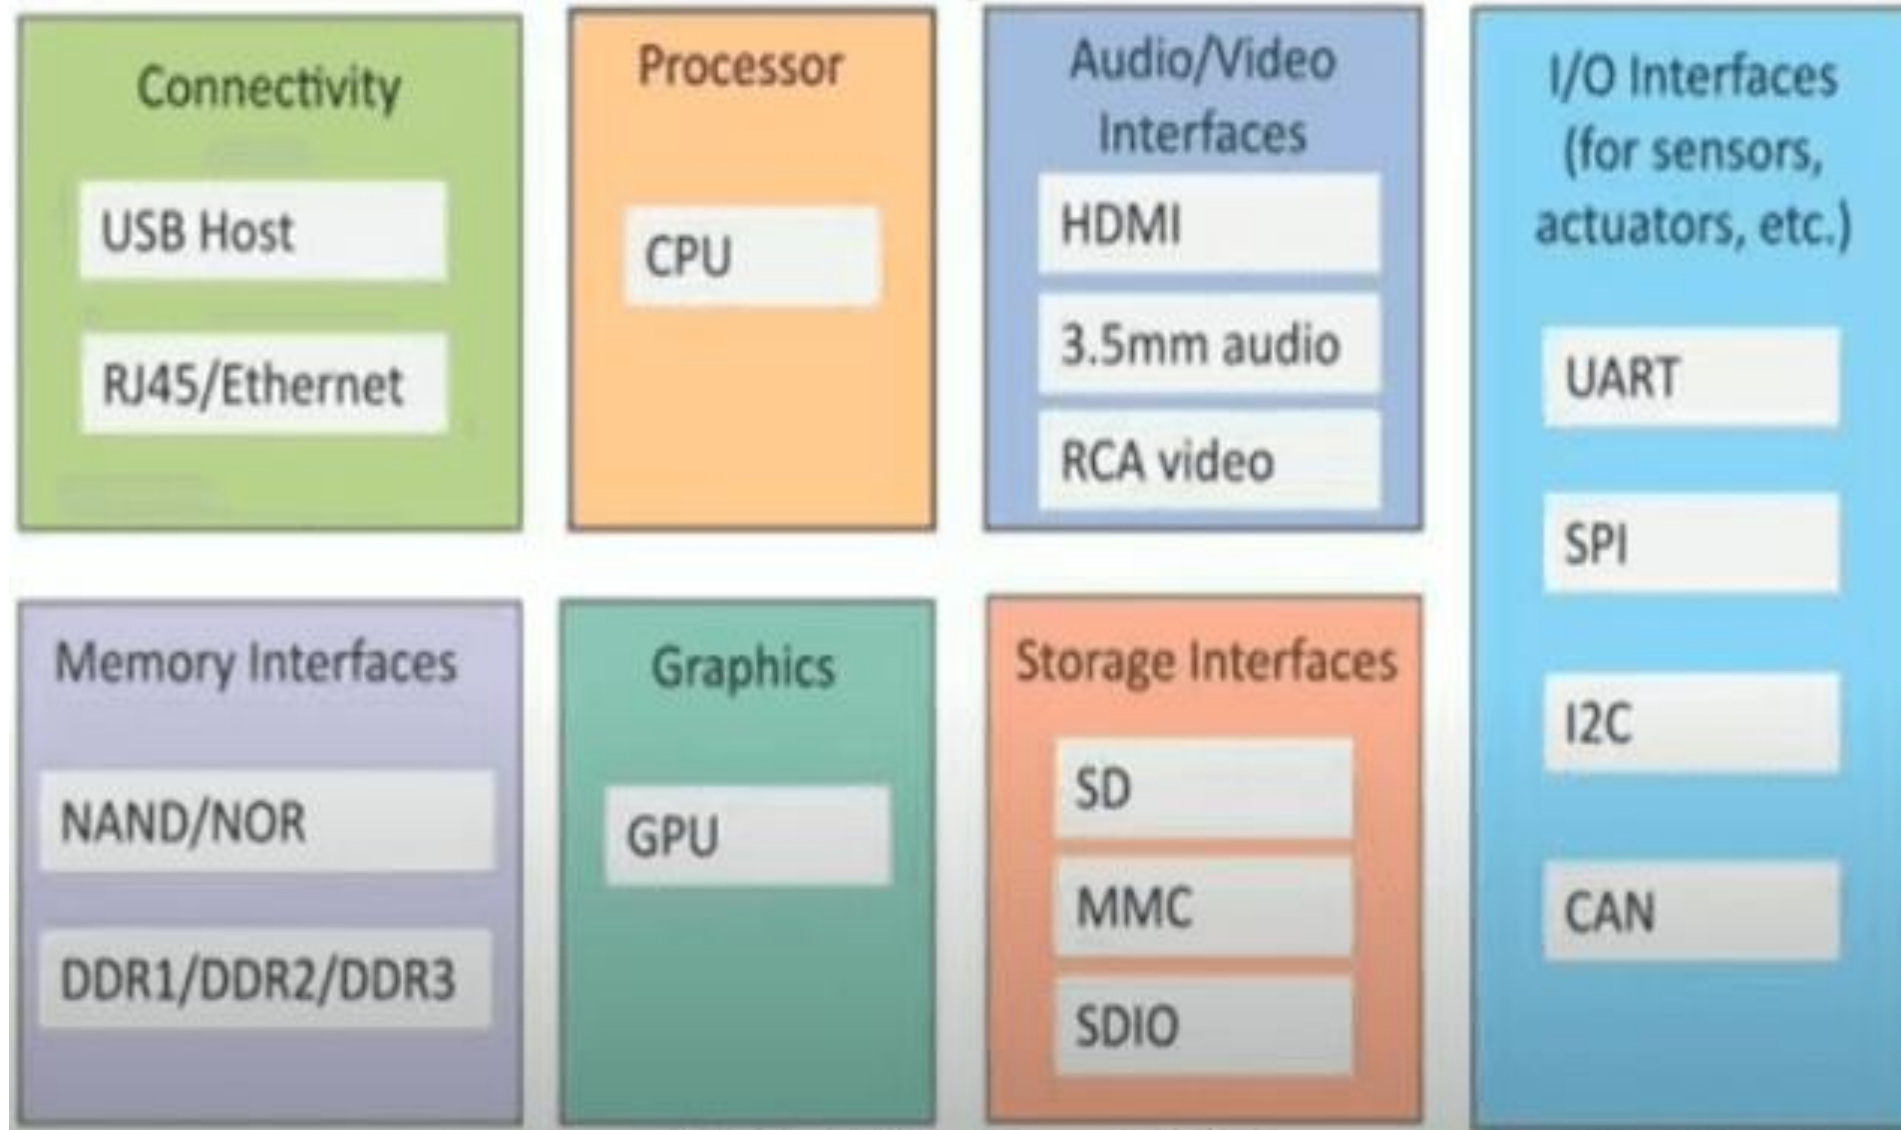 Connectivity
USB Host
RJ45/Ethernet
Processor
CPU
Audio/Video
Interfaces
HDMI
3.5mm audio
RCA video
I/O Interfaces
(for sensors,
actuators, etc.)
UART
SPI
I2C
CAN
Memory Interfaces
NAND/NOR
DDR1/DDR2/DDR3
Graphics
GPU
Storage Interfaces
SD
MMC
SDIO